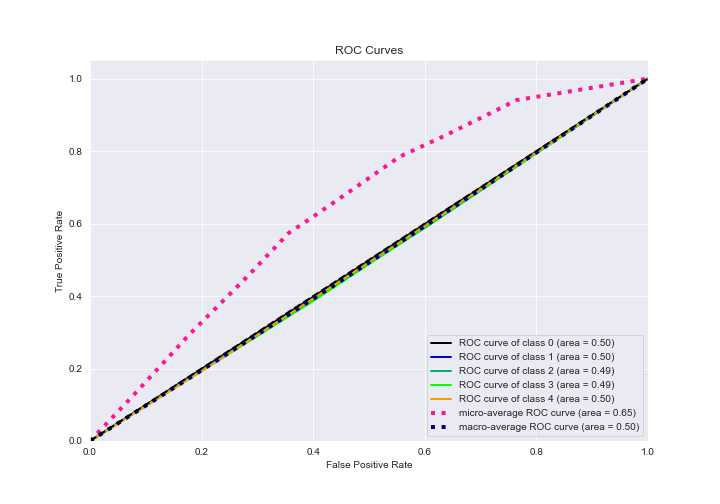 ROC Curves
True Positive Rate
1.0
0.8
0.6
0.4
0.2
0.0
0.0 0.2 0.4 0.6 0.8 1.0
False Positive Rate
ROC curve of class 0 (area = 0.50)
ROC curve of class 1 (area = 0.50)
ROC curve of class 2 (area = 0.49)
ROC curve of class 3 (area = 0.49)
ROC curve of class 4 (area = 0.50)
micro-average ROC curve (area = 0.65)
macro-average ROC curve (area = 0.50)